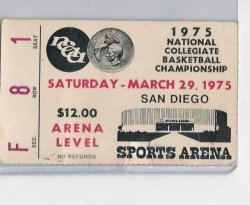 1975
NATIONAL
COLLEGIATE
BASKETBALL
CHAMPIONSHIP
SATURDAY-MARCH 29, 1975
$12.00
ARENA
LEVEL
NO REFUNDS
SAN DIEGO
SPORTS ARENA
F 8 1
SEC. ROW SEAT